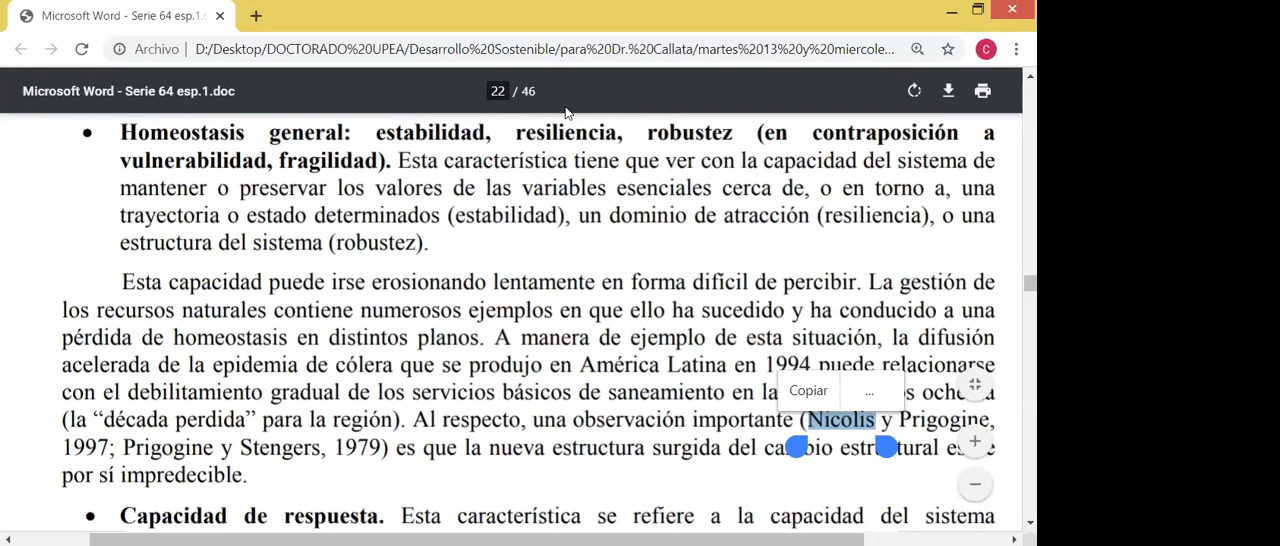 Microsoft Word - Serie 64 esp.1.c
Archivo D:/Desktop/DOCTORADO%20UPEA/Desarrollo%20Sostenible/para%20Dr.%20Callata/martes%2013%20y%20miercole...
C
Microsoft Word - Serie 64 esp.1.doc 22 / 46
• Homeostasis general: estabilidad, resiliencia, robustez (en contraposición a
vulnerabilidad, fragilidad). Esta característica tiene que ver con la capacidad del sistema de
mantener o preservar los valores de las variables esenciales cerca de, o en torno a, una
trayectoria o estado determinados (estabilidad), un dominio de atracción (resiliencia), o una
estructura del sistema (robustez).
Esta capacidad puede irse erosionando lentamente en forma difícil de percibir. La gestión de
los recursos naturales contiene numerosos ejemplos en que ello ha sucedido y ha conducido a una
pérdida de homeostasis en distintos planos. A manera de ejemplo de esta situación, la difusión
acelerada de la epidemia de cólera que se produjo en América Latina en 1994 puede relacionarse
con el debilitamiento gradual de los servicios básicos de saneamiento en la
Copiar ...
(la “década perdida” para la región). Al respecto, una observación importante (Nicolis y Prigogine,
1997; Prigogine y Stengers, 1979) es que la nueva estructura surgida del cambio estructural es
por sí impredecible.
• Capacidad de respuesta. Esta característica se refiere a la capacidad del sistema